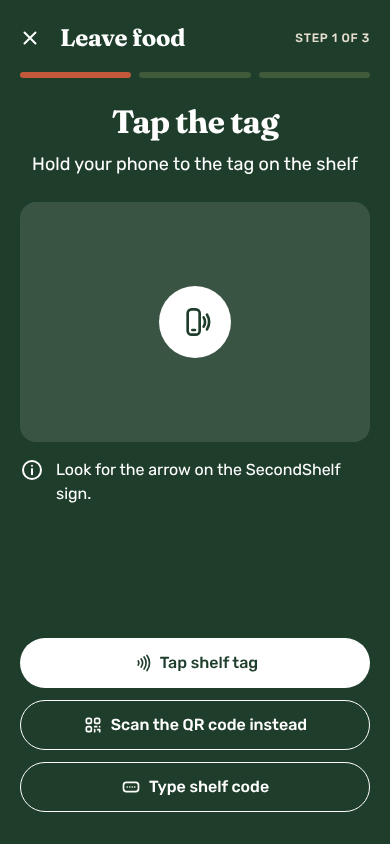 Leave food
STEP 1 OF 3
Tap the tag
Hold your phone to the tag on the shelf
Look for the arrow on the SecondShelf
sign.
Tap shelf tag
Scan the QR code instead
Type shelf code